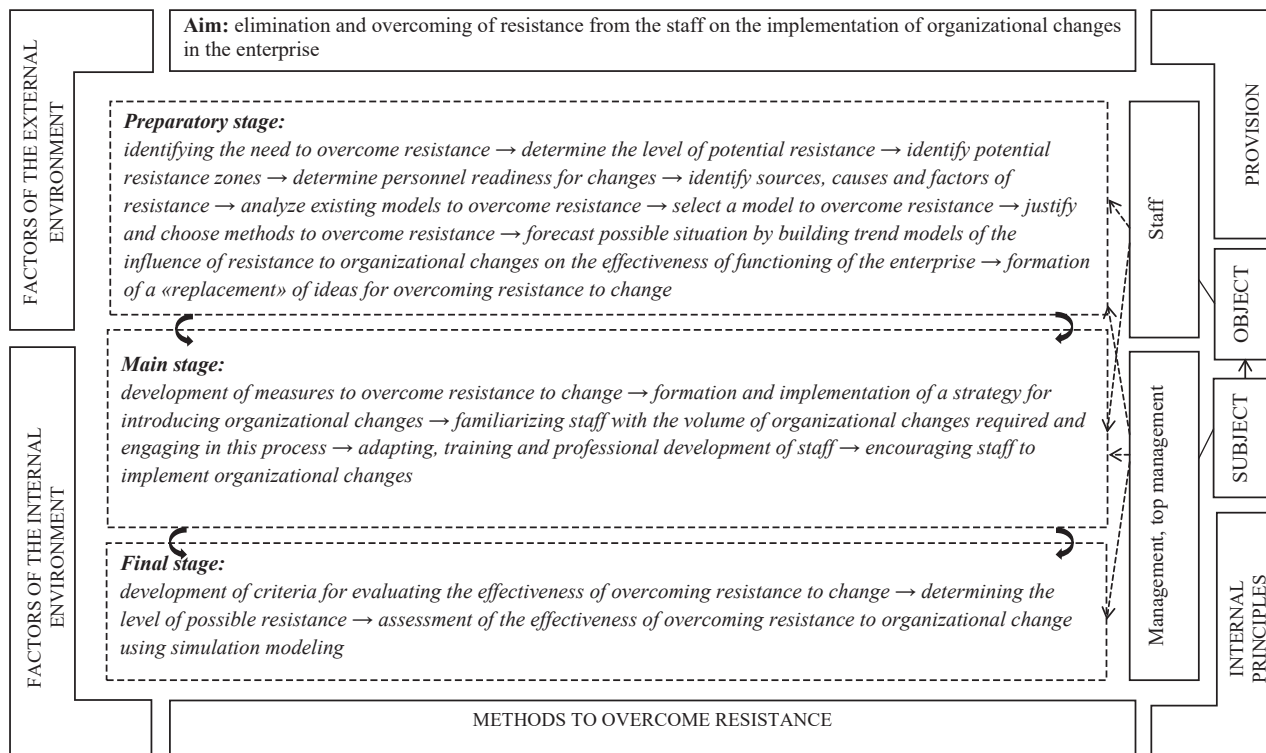 Aim: elimination and overcoming of resistance from the staff on the implementation of organizational changes
in the enterprise
FACTORS OF THE EXTERNAL
ENVIRONMENT
Preparatory stage:
identifying the need to overcome resistance → determine the level of potential resistance → identify potential
resistance zones → determine personnel readiness for changes → identify sources, causes and factors of
resistance → analyze existing models to overcome resistance → select a model to overcome resistance → justify
and choose methods to overcome resistance → forecast possible situation by building trend models of the
influence of resistance to organizational changes on the effectiveness of functioning of the enterprise → formation
of a «replacement» of ideas for overcoming resistance to change
Staff
PROVISION
OBJECT
FACTORS OF THE INTERNAL
ENVIRONMENT
Main stage:
development of measures to overcome resistance to change → formation and implementation of a strategy for
introducing organizational changes → familiarizing staff with the volume of organizational changes required and
engaging in this process → adapting, training and professional development of staff → encouraging staff to
implement organizational changes
Management, top management
SUBJECT
Final stage:
development of criteria for evaluating the effectiveness of overcoming resistance to change → determining the
level of possible resistance → assessment of the effectiveness of overcoming resistance to organizational change
using simulation modeling
INTERNAL
PRINCIPLES
METHODS TO OVERCOME RESISTANCE